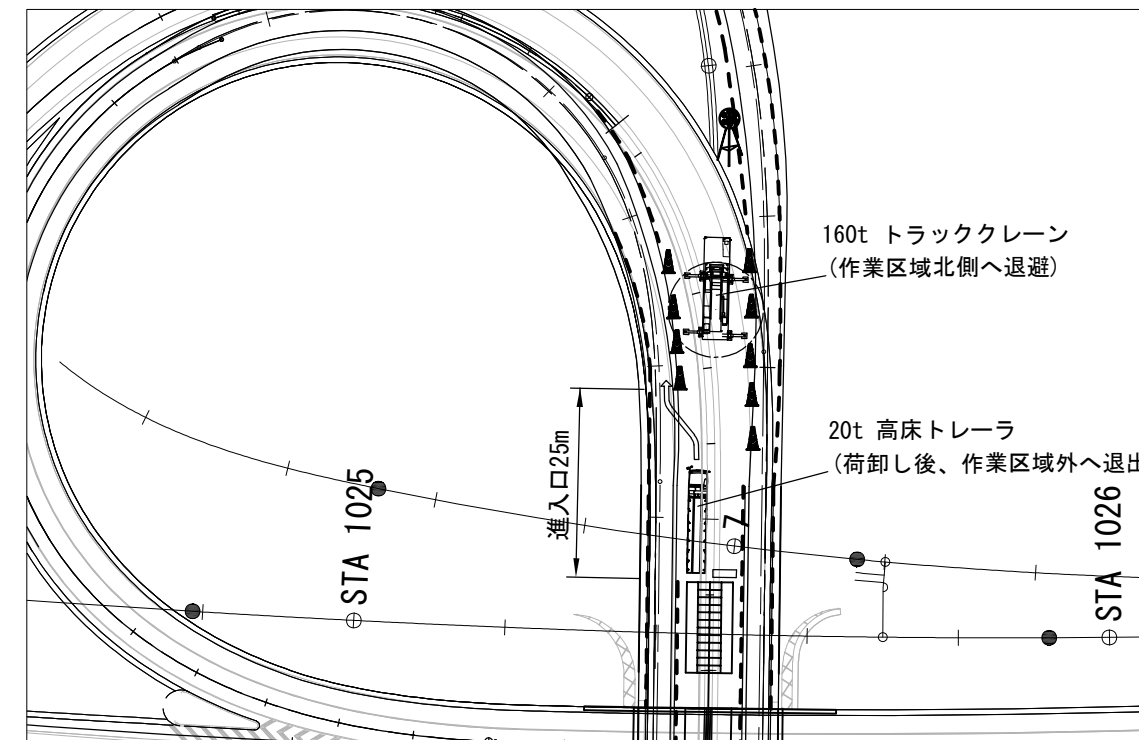 160t トラッククレーン
(作業区域北側へ退避)
20t 高床トレーラ
(荷卸し後、作業区域外へ退出
進入口25m
STA 1025
7
STA 1026